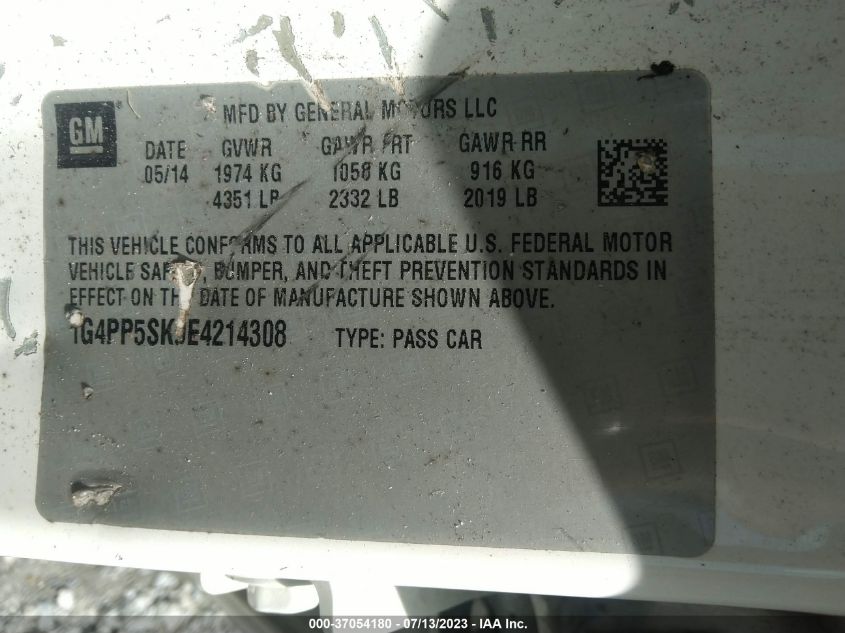 GM
MFD BY GENERAL MOTORS LLC
DATE GVWR GAWR FRT GAWR RR
05/14 1974 KG 1058 KG 916 KG
4351 LB 2332 LB 2019 LB
THIS VEHICLE CONFORMS TO ALL APPLICABLE U.S. FEDERAL MOTOR
VEHICLE SAFETY, BUMPER, AND THEFT PREVENTION STANDARDS IN
EFFECT ON THE DATE OF MANUFACTURE SHOWN ABOVE.
1G4PP5SK9E4214308 TYPE: PASS CAR
000-37054180 - 07/13/2023 - IAA Inc.